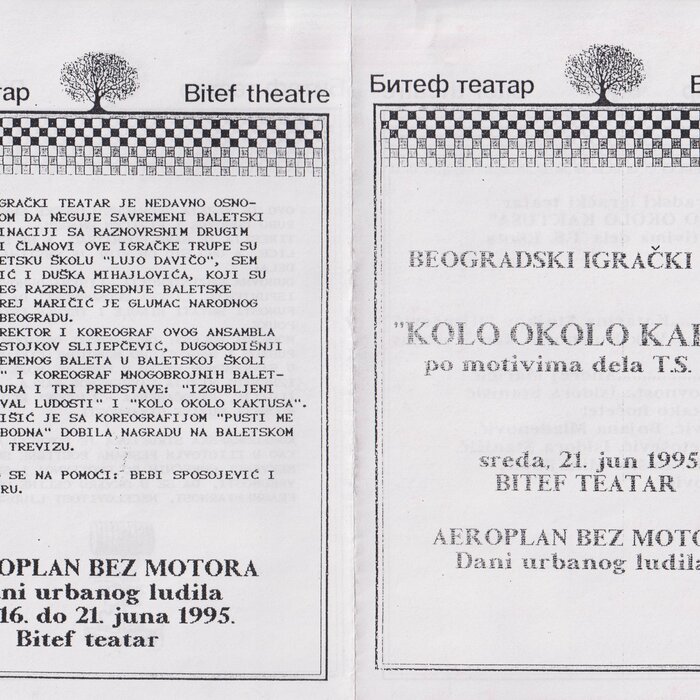 тар
Bitef theatre
GRAČKI TEATAR JE NEDAVNO OSNO-
OM DA NEGUJE SAVREMENI BALETSKI
INACIJI SA RAZNOVRSNIM DRUGIM
I ČLANOVI OVE IGRAČKE TRUPE SU
ETSKU ŠKOLU "LUJO DAVIČO", SEM
IĆ I DUŠKA MIHAJLOVIĆA, KOJI SU
EG RAZREDA SREDNJE BALETSKE
REJ MARIČIĆ JE GLUMAC NARODNOG
BEOGRADU.
REKTOR I KOREOGRAF OVOG ANSAMBLA
STOJKOV SLIJEPČEVIĆ, DUGOGODIŠNJI
EMENOG BALETA U BALETSKOJ ŠKOLI
" I KOREOGRAF MNOGOBROJNIH BALET-
URA I TRI PREDSTAVE: "IZGUBLJENI
VAL LUDOSTI" I "KOLO OKOLO KAKTUSA".
IŠIĆ JE SA KOREOGRAFIJOM "PUSTI ME
BODNA" DOBILA NAGRADU NA BALETSKOM
TREVIZU.
SE NA POMOĆI: BEBI SPOSOJEVIĆ I
RU.
OPLAN BEZ MOTORA
ni urbanog ludila
16. do 21. juna 1995.
Bitef teatar
Битеф театар
B
BEOGRADSKI IGRAČKI
"KOLO OKOLO KA
po motivima dela T.S.
sreda, 21. jun 1995
BITEF TEATAR
AEROPLAN BEZ MOTO
Dani urbanog ludila